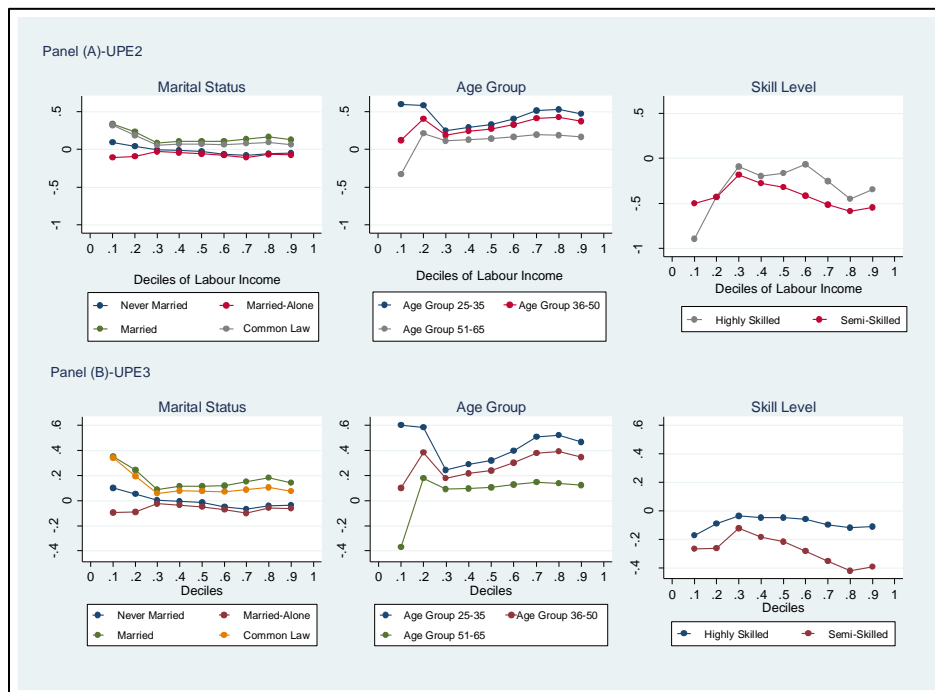 Panel (A)-UPE2
Marital Status
.5
0
-.5
-1
0 .1 .2 .3 .4 .5 .6 .7 .8 .9 1
Deciles of Labour Income
Never Married Married-Alone
Married Common Law
Age Group
.5
0
-.5
-1
0 .1 .2 .3 .4 .5 .6 .7 .8 .9 1
Deciles of Labour Income
Age Group 25-35 Age Group 36-50
Age Group 51-65
Skill Level
.5
0
-.5
-1
0 .1 .2 .3 .4 .5 .6 .7 .8 .9 1
Deciles of Labour Income
Highly Skilled Semi-Skilled
Panel (B)-UPE3
Marital Status
.6
.4
.2
0
-.2
-.4
0 .1 .2 .3 .4 .5 .6 .7 .8 .9 1
Deciles
Never Married Married-Alone
Married Common Law
Age Group
.6
.4
.2
0
-.2
-.4
0 .1 .2 .3 .4 .5 .6 .7 .8 .9 1
Deciles
Age Group 25-35 Age Group 36-50
Age Group 51-65
Skill Level
.6
.4
.2
0
-.2
-.4
0 .1 .2 .3 .4 .5 .6 .7 .8 .9 1
Deciles
Highly Skilled Semi-Skilled